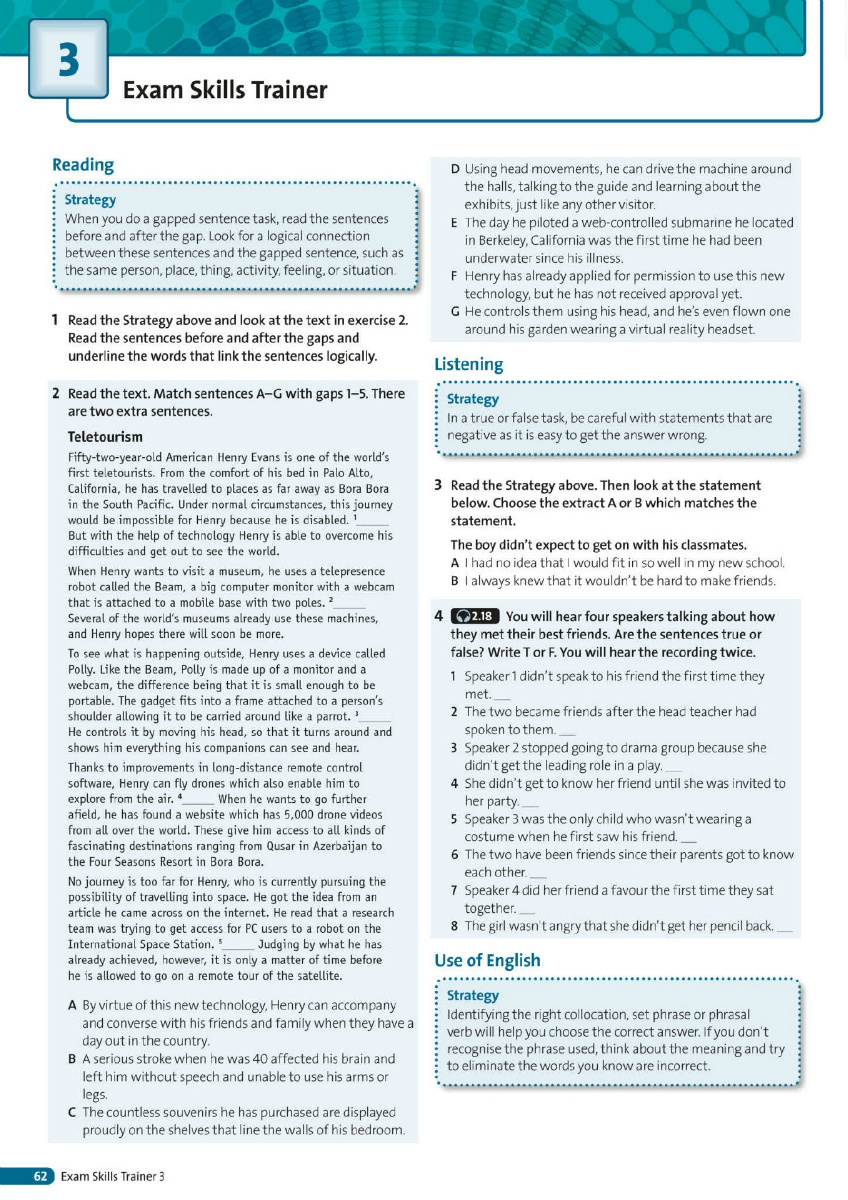 3
Exam Skills Trainer
Reading
Strategy
When you do a gapped sentence task, read the sentences
before and after the gap. Look for a logical connection
between these sentences and the gapped sentence, such as
the same person, place, thing, activity, feeling, or situation.
1 Read the Strategy above and look at the text in exercise 2.
Read the sentences before and after the gaps and
underline the words that link the sentences logically.
2 Read the text. Match sentences A–G with gaps 1–5. There
are two extra sentences.
Teletourism
Fifty-two-year-old American Henry Evans is one of the world's
first teletourists. From the comfort of his bed in Palo Alto,
California, he has travelled to places as far away as Bora Bora
in the South Pacific. Under normal circumstances, this journey
would be impossible for Henry because he is disabled. 1_____
But with the help of technology Henry is able to overcome his
difficulties and get out to see the world.
When Henry wants to visit a museum, he uses a telepresence
robot called the Beam, a big computer monitor with a webcam
that is attached to a mobile base with two poles. 2_____
Several of the world's museums already use these machines,
and Henry hopes there will soon be more.
To see what is happening outside, Henry uses a device called
Polly. Like the Beam, Polly is made up of a monitor and a
webcam, the difference being that it is small enough to be
portable. The gadget fits into a frame attached to a person's
shoulder allowing it to be carried around like a parrot. 3_____
He controls it by moving his head, so that it turns around and
shows him everything his companions can see and hear.
Thanks to improvements in long-distance remote control
software, Henry can fly drones which also enable him to
explore from the air. 4_____ When he wants to go further
afield, he has found a website which has 5,000 drone videos
from all over the world. These give him access to all kinds of
fascinating destinations ranging from Qusar in Azerbaijan to
the Four Seasons Resort in Bora Bora.
No journey is too far for Henry, who is currently pursuing the
possibility of travelling into space. He got the idea from an
article he came across on the internet. He read that a research
team was trying to get access for PC users to a robot on the
International Space Station. 5_____ Judging by what he has
already achieved, however, it is only a matter of time before
he is allowed to go on a remote tour of the satellite.
A By virtue of this new technology, Henry can accompany
and converse with his friends and family when they have a
day out in the country.
B A serious stroke when he was 40 affected his brain and
left him without speech and unable to use his arms or
legs.
C The countless souvenirs he has purchased are displayed
proudly on the shelves that line the walls of his bedroom.
D Using head movements, he can drive the machine around
the halls, talking to the guide and learning about the
exhibits, just like any other visitor.
E The day he piloted a web-controlled submarine he located
in Berkeley, California was the first time he had been
underwater since his illness.
F Henry has already applied for permission to use this new
technology, but he has not received approval yet.
G He controls them using his head, and he's even flown one
around his garden wearing a virtual reality headset.
Listening
Strategy
In a true or false task, be careful with statements that are
negative as it is easy to get the answer wrong.
3 Read the Strategy above. Then look at the statement
below. Choose the extract A or B which matches the
statement.
The boy didn't expect to get on with his classmates.
A I had no idea that I would fit in so well in my new school.
B I always knew that it wouldn't be hard to make friends.
4 2.18 You will hear four speakers talking about how
they met their best friends. Are the sentences true or
false? Write T or F. You will hear the recording twice.
1 Speaker 1 didn't speak to his friend the first time they
met. __
2 The two became friends after the head teacher had
spoken to them. __
3 Speaker 2 stopped going to drama group because she
didn't get the leading role in a play. __
4 She didn't get to know her friend until she was invited to
her party. __
5 Speaker 3 was the only child who wasn't wearing a
costume when he first saw his friend. __
6 The two have been friends since their parents got to know
each other. __
7 Speaker 4 did her friend a favour the first time they sat
together. __
8 The girl wasn't angry that she didn't get her pencil back. __
Use of English
Strategy
Identifying the right collocation, set phrase or phrasal
verb will help you choose the correct answer. If you don't
recognise the phrase used, think about the meaning and try
to eliminate the words you know are incorrect.
62 Exam Skills Trainer 3